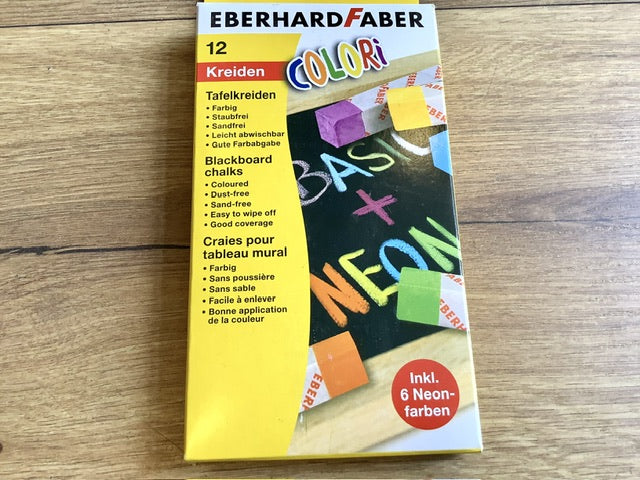 EBERHARDFABER
12
Kreiden
COLORi
Tafelkreiden
• Farbig
• Staubfrei
• Sandfrei
• Leicht abwischbar
• Gute Farbabgabe
Blackboard
chalks
• Coloured
• Dust-free
• Sand-free
• Easy to wipe off
• Good coverage
Craies pour
tableau mural
• Farbig
• Sans poussière
• Sans sable
• Facile à enlever
• Bonne application
de la couleur
BASIC
+
NEON
Inkl.
6 Neon-
farben